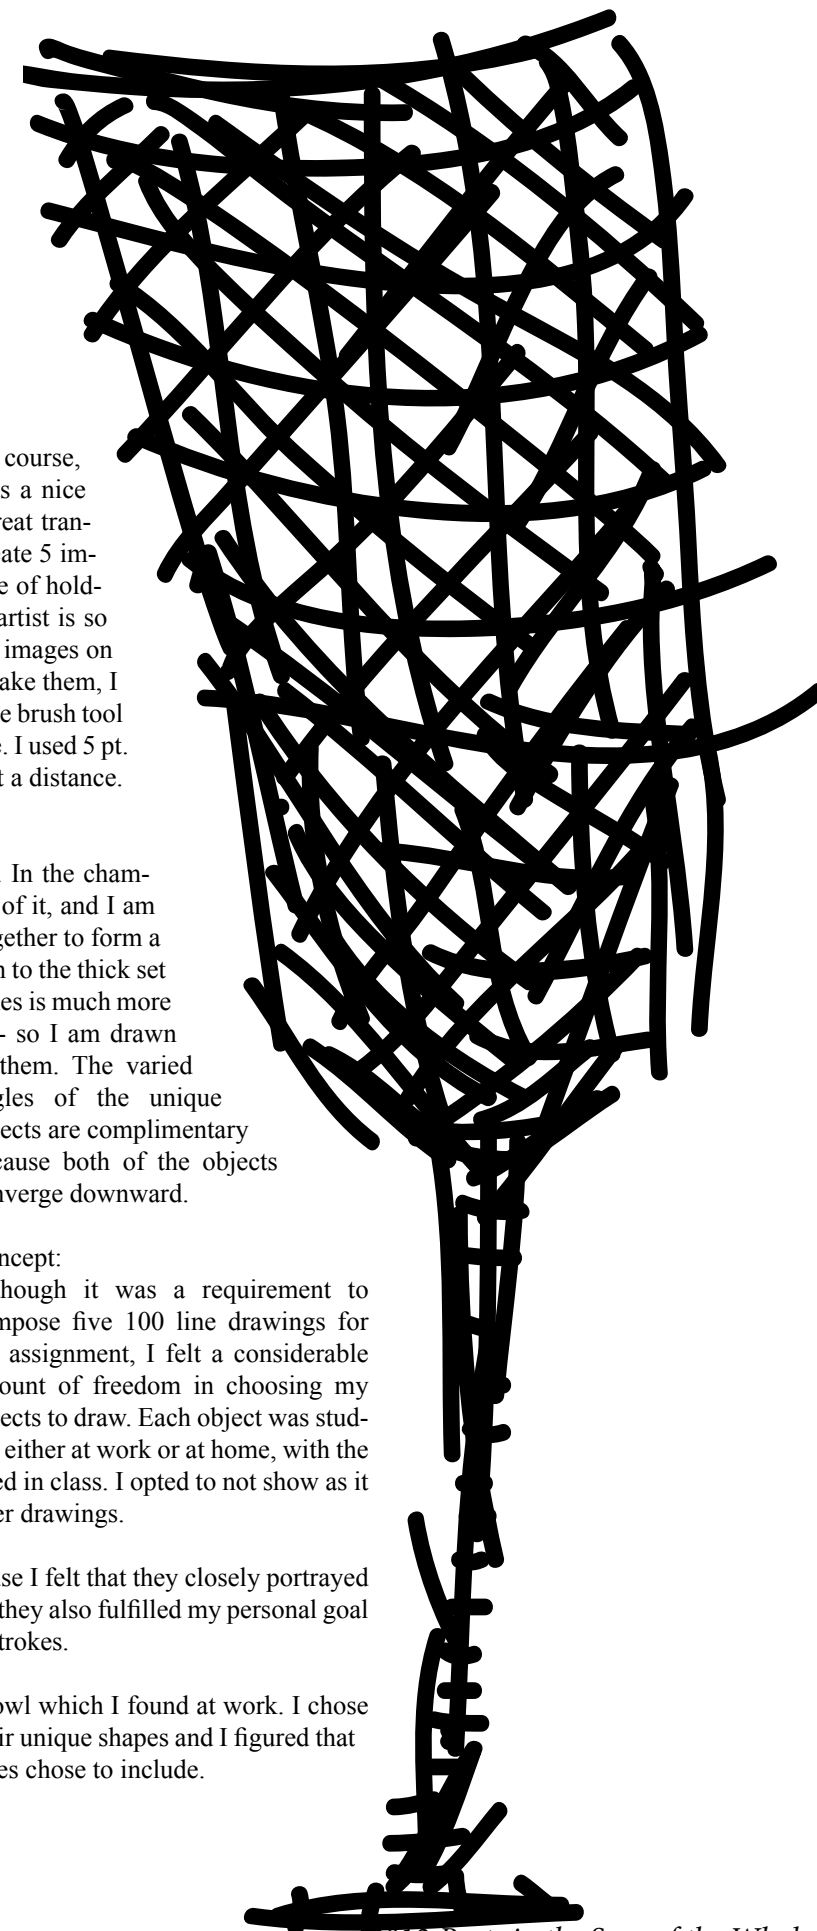 course,
s a nice
reat tran-
ate 5 im-
e of hold-
artist is so
images on
ake them, I
e brush tool
e. I used 5 pt.
t a distance.
In the cham-
of it, and I am
gether to form a
n to the thick set
es is much more
- so I am drawn
them. The varied
gles of the unique
ects are complimentary
cause both of the objects
nverge downward.
ncept:
hough it was a requirement to
mpose five 100 line drawings for
assignment, I felt a considerable
ount of freedom in choosing my
ects to draw. Each object was stud-
either at work or at home, with the
ed in class. I opted to not show as it
er drawings.
se I felt that they closely portrayed
they also fulfilled my personal goal
trokes.
owl which I found at work. I chose
ir unique shapes and I figured that
es chose to include.